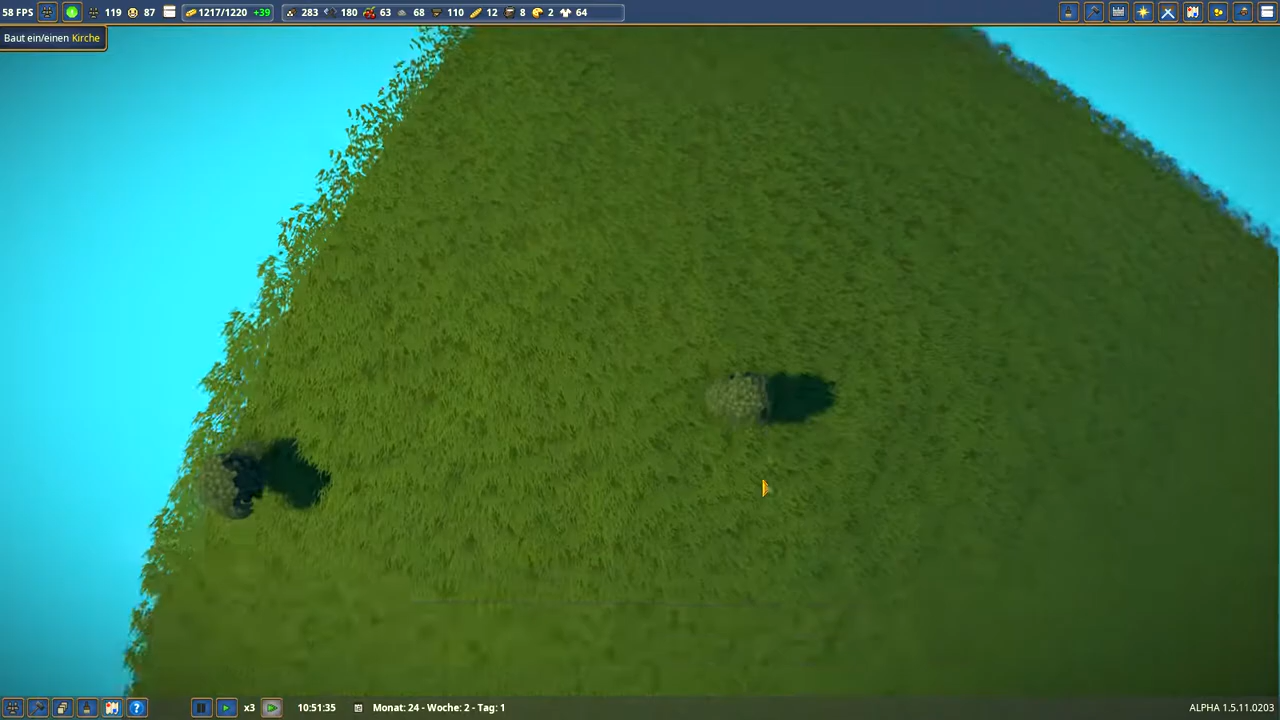 58 FPS 119 87 1217/1220 +39 283 180 63 68 110 12 8 2 64
Baut ein/einen Kirche
x3 10:51:35 Monat: 24 - Woche: 2 - Tag: 1 ALPHA 1.5.11.0203